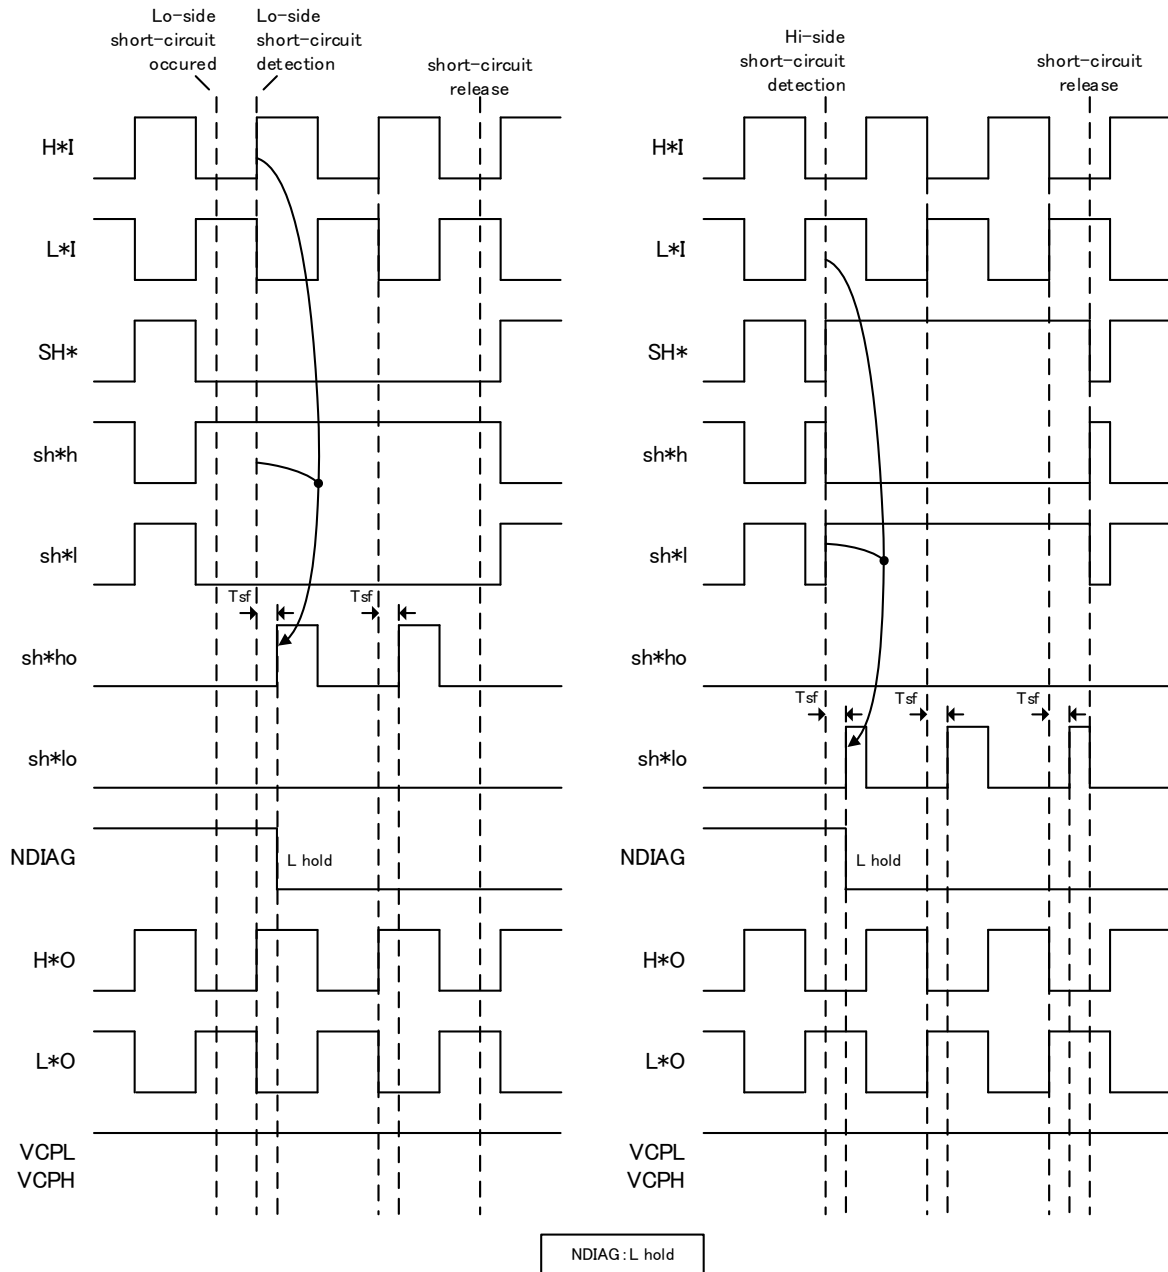 Lo-side
short-circuit
occured
Lo-side
short-circuit
detection
short-circuit
release
H*I
L*I
SH*
sh*h
sh*l
Tsf
Tsf
sh*ho
sh*lo
NDIAG
L hold
H*O
L*O
VCPL
VCPH
Hi-side
short-circuit
detection
short-circuit
release
H*I
L*I
SH*
sh*h
sh*l
sh*ho
Tsf
Tsf
Tsf
sh*lo
NDIAG
L hold
H*O
L*O
VCPL
VCPH
NDIAG:L hold